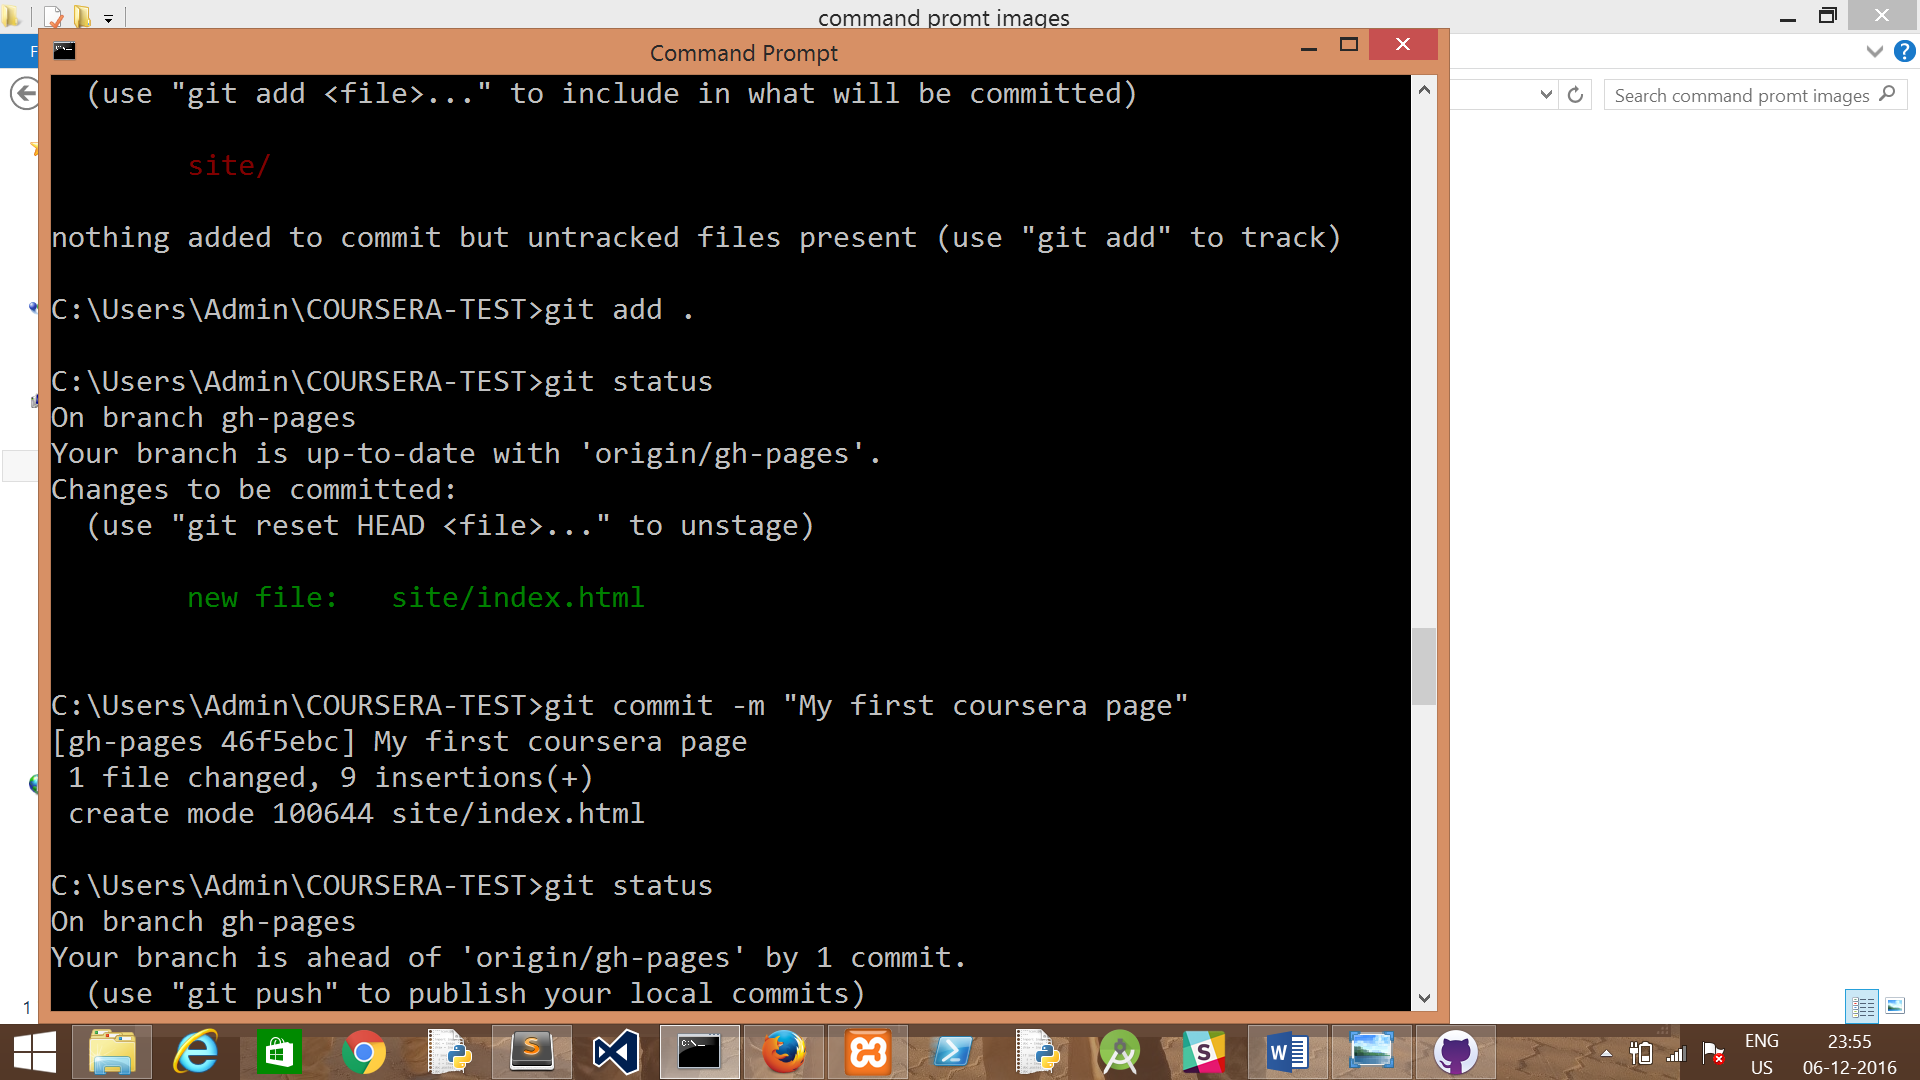 command promt images
F
Command Prompt
Search command promt images
(use "git add <file>..." to include in what will be committed)
site/
nothing added to commit but untracked files present (use "git add" to track)
C:\Users\Admin\COURSERA-TEST>git add .
C:\Users\Admin\COURSERA-TEST>git status
On branch gh-pages
Your branch is up-to-date with 'origin/gh-pages'.
Changes to be committed:
(use "git reset HEAD <file>..." to unstage)
new file:   site/index.html
C:\Users\Admin\COURSERA-TEST>git commit -m "My first coursera page"
[gh-pages 46f5ebc] My first coursera page
1 file changed, 9 insertions(+)
create mode 100644 site/index.html
C:\Users\Admin\COURSERA-TEST>git status
On branch gh-pages
Your branch is ahead of 'origin/gh-pages' by 1 commit.
(use "git push" to publish your local commits)
1
ENG
US
23:55
06-12-2016